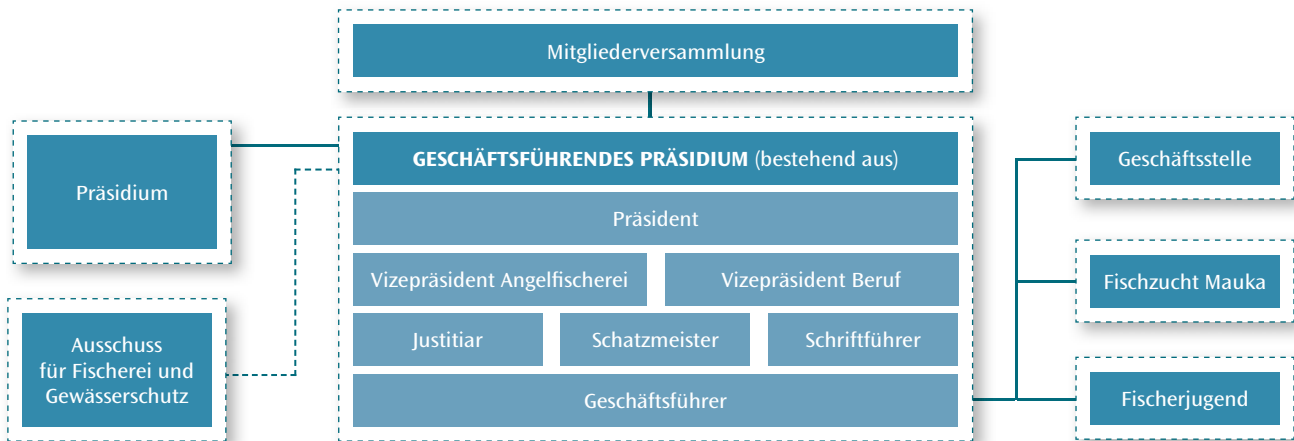 Mitgliederversammlung
Präsidium
GESCHÄFTSFÜHRENDES PRÄSIDIUM (bestehend aus)
Präsident
Vizepräsident Angelfischerei
Vizepräsident Beruf
Justitiar
Schatzmeister
Schriftführer
Geschäftsführer
Ausschuss
für Fischerei und
Gewässerschutz
Geschäftsstelle
Fischzucht Mauka
Fischerjugend